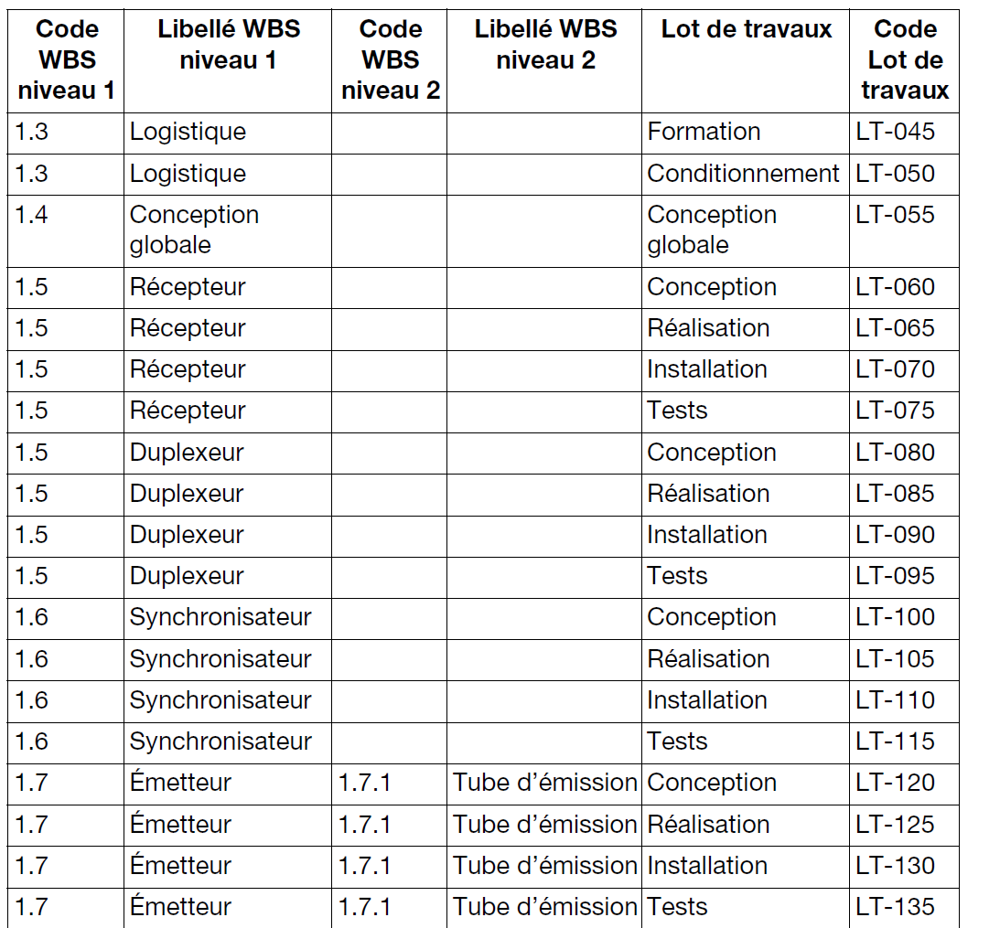 Code WBS niveau 1 | Libellé WBS niveau 1 | Code WBS niveau 2 | Libellé WBS niveau 2 | Lot de travaux | Code Lot de travaux
1.3 | Logistique | | | Formation | LT-045
1.3 | Logistique | | | Conditionnement | LT-050
1.4 | Conception globale | | | Conception globale | LT-055
1.5 | Récepteur | | | Conception | LT-060
1.5 | Récepteur | | | Réalisation | LT-065
1.5 | Récepteur | | | Installation | LT-070
1.5 | Récepteur | | | Tests | LT-075
1.5 | Duplexeur | | | Conception | LT-080
1.5 | Duplexeur | | | Réalisation | LT-085
1.5 | Duplexeur | | | Installation | LT-090
1.5 | Duplexeur | | | Tests | LT-095
1.6 | Synchronisateur | | | Conception | LT-100
1.6 | Synchronisateur | | | Réalisation | LT-105
1.6 | Synchronisateur | | | Installation | LT-110
1.6 | Synchronisateur | | | Tests | LT-115
1.7 | Émetteur | 1.7.1 | Tube d’émission | Conception | LT-120
1.7 | Émetteur | 1.7.1 | Tube d’émission | Réalisation | LT-125
1.7 | Émetteur | 1.7.1 | Tube d’émission | Installation | LT-130
1.7 | Émetteur | 1.7.1 | Tube d’émission | Tests | LT-135